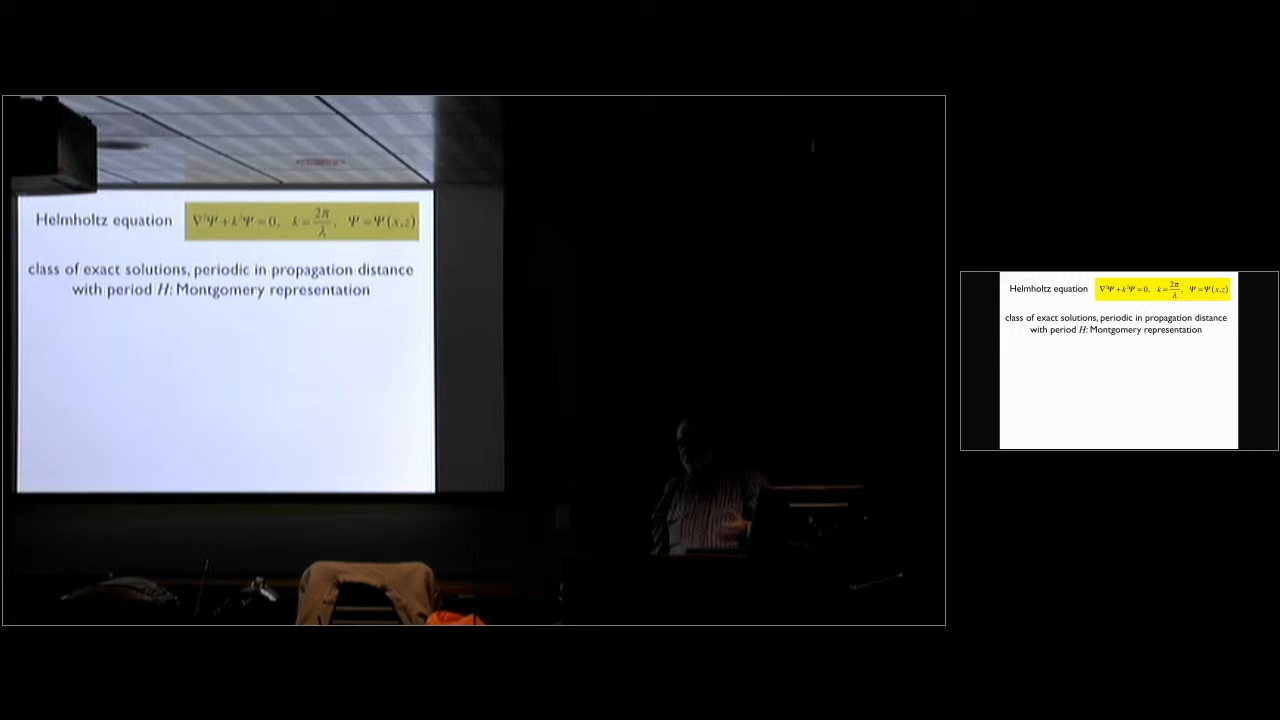 Helmholtz equation ∇²Ψ + k²Ψ = 0, k = 2π/λ, Ψ = Ψ(x,z)
class of exact solutions, periodic in propagation distance
with period H: Montgomery representation
Helmholtz equation ∇²Ψ + k²Ψ = 0, k = 2π/λ, Ψ = Ψ(x,z)
class of exact solutions, periodic in propagation distance
with period H: Montgomery representation